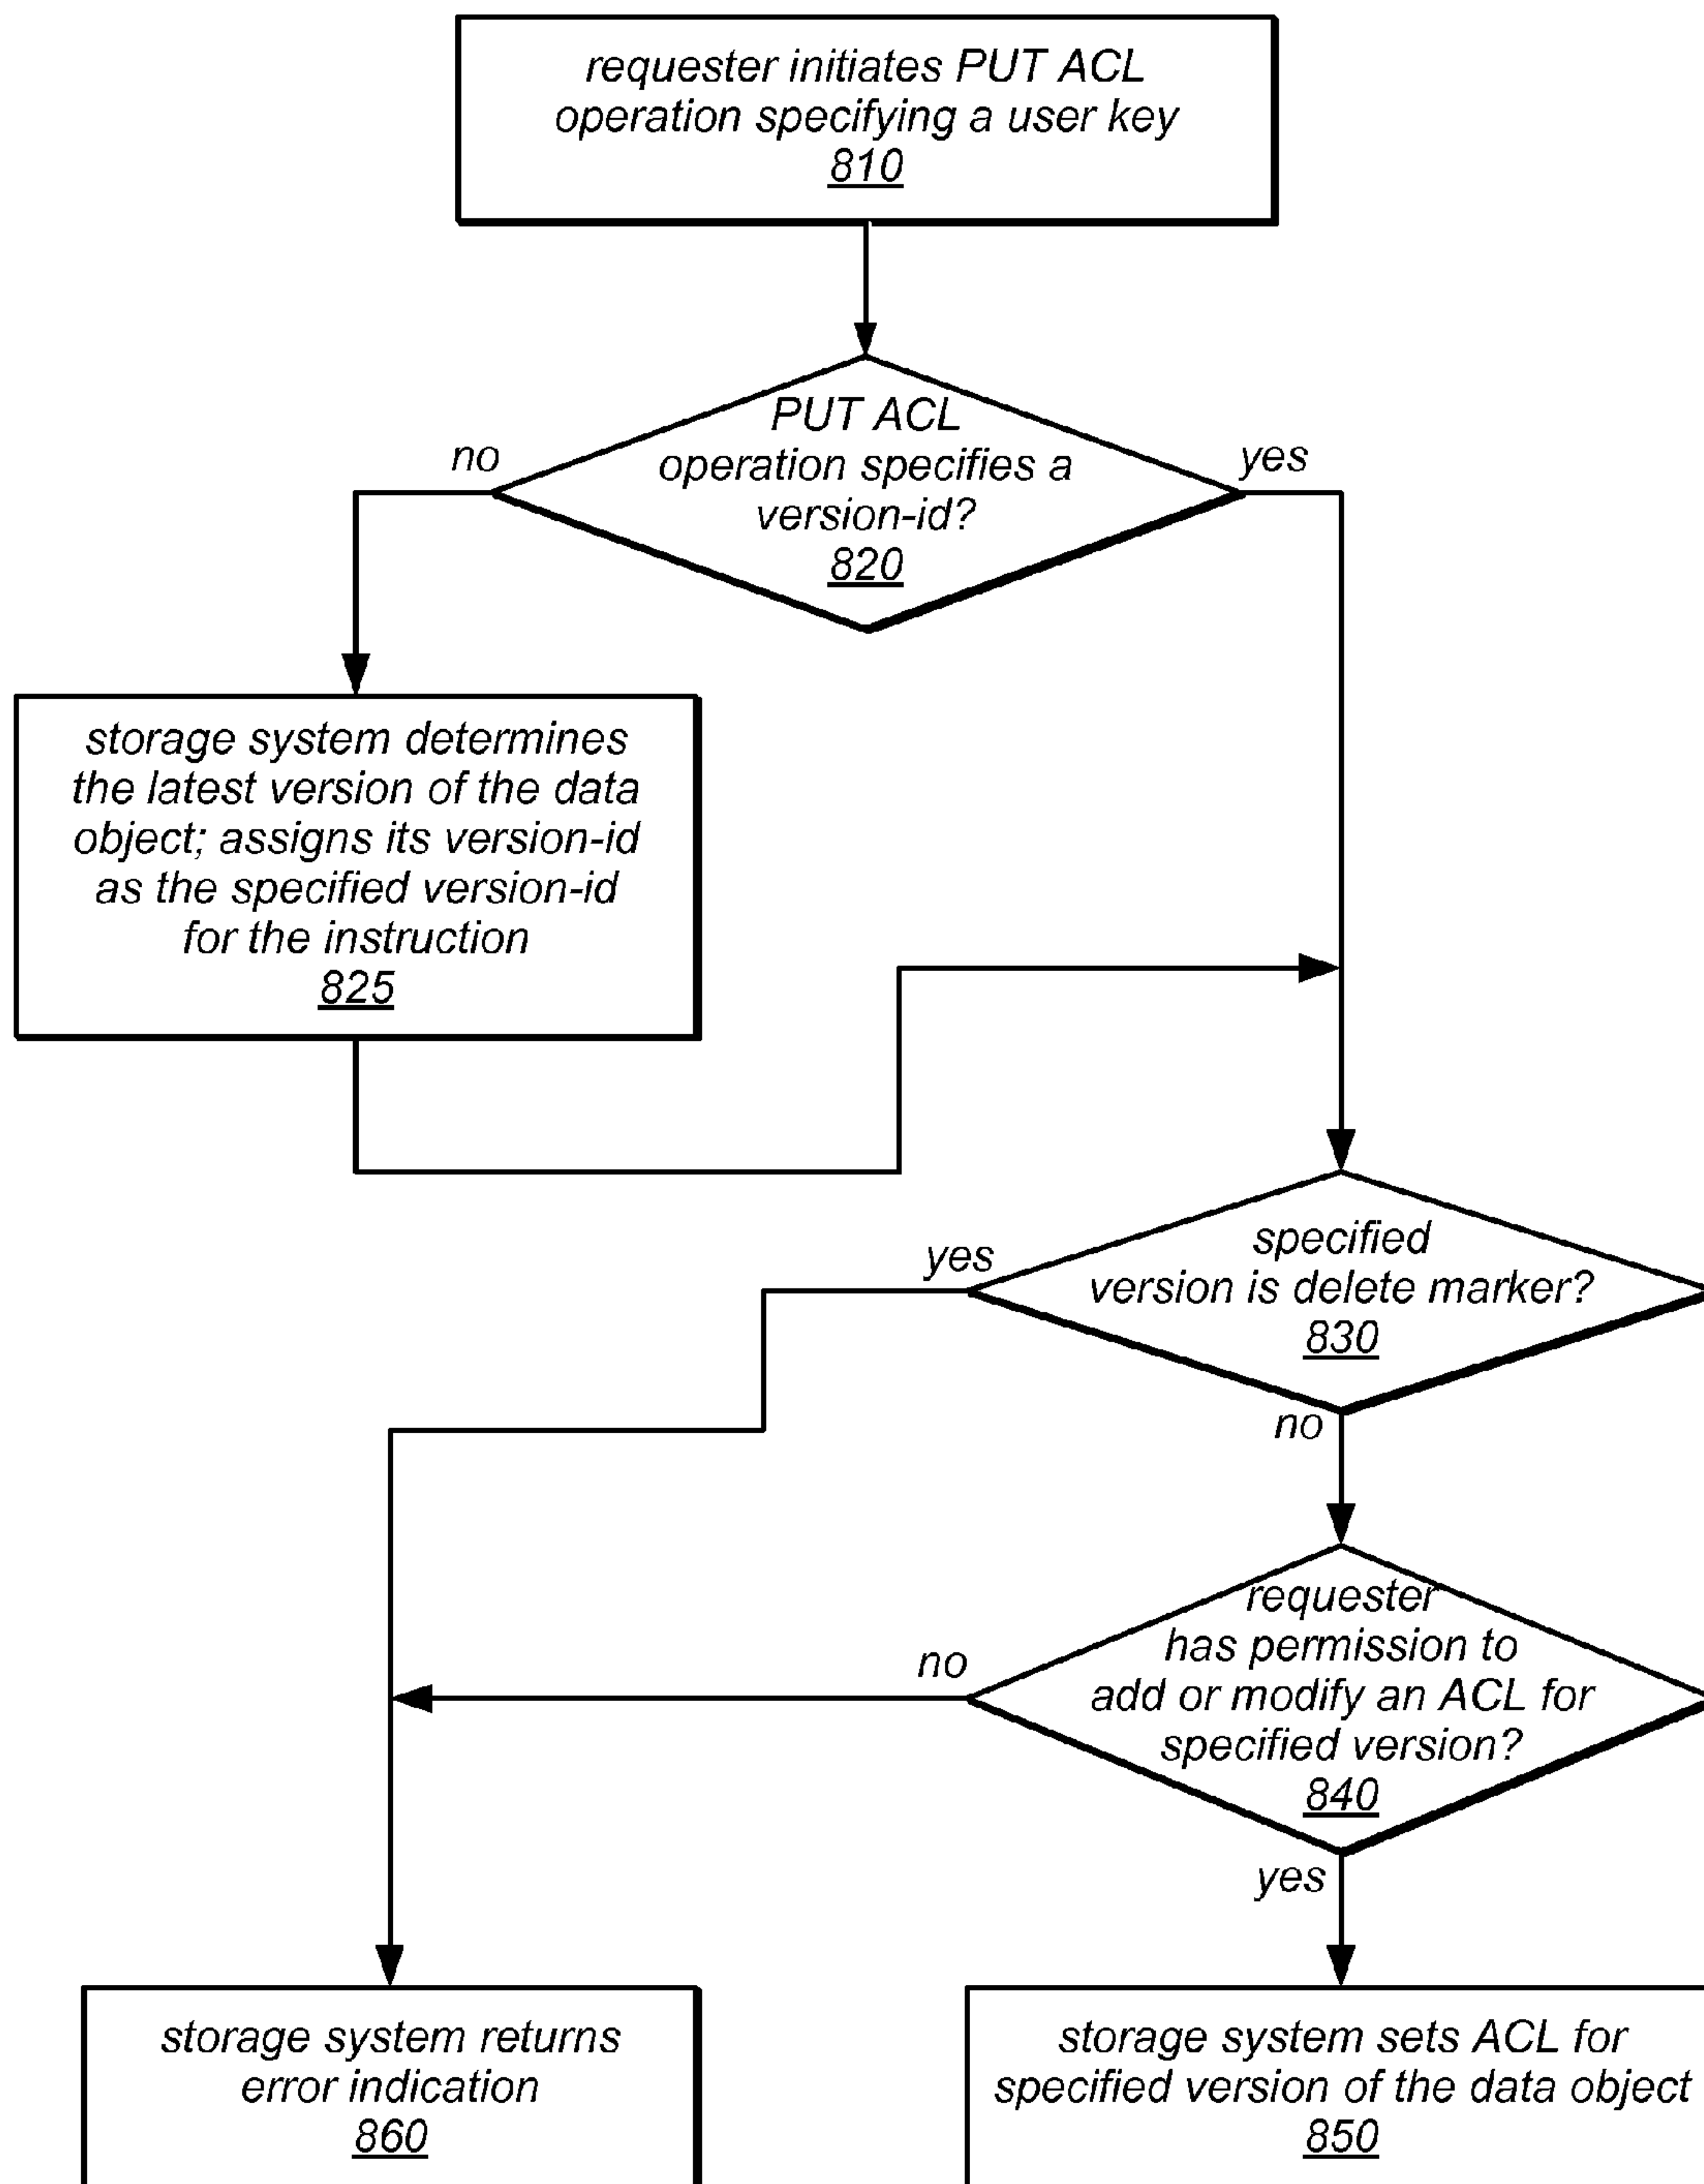 requester initiates PUT ACL
operation specifying a user key
810
PUT ACL
operation specifies a
version-id?
820
no
yes
storage system determines
the latest version of the data
object; assigns its version-id
as the specified version-id
for the instruction
825
specified
version is delete marker?
830
yes
no
requester
has permission to
add or modify an ACL for
specified version?
840
no
yes
storage system returns
error indication
860
storage system sets ACL for
specified version of the data object
850